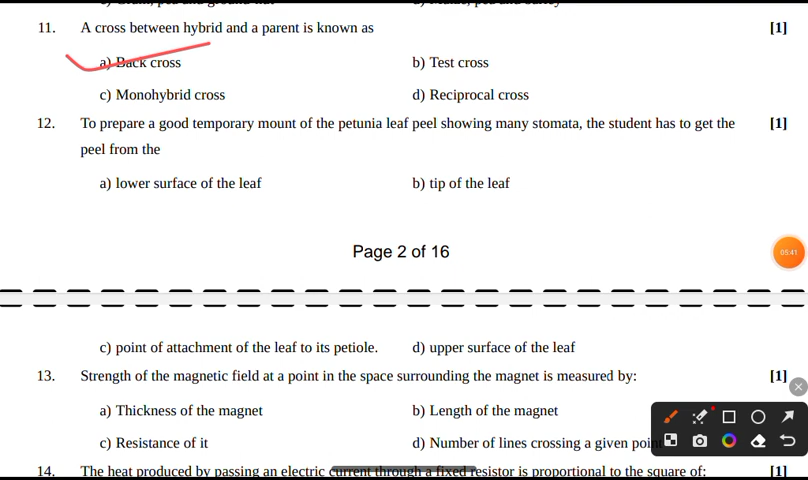 11. A cross between hybrid and a parent is known as [1]
a) Back cross b) Test cross
c) Monohybrid cross d) Reciprocal cross
12. To prepare a good temporary mount of the petunia leaf peel showing many stomata, the student has to get the [1]
peel from the
a) lower surface of the leaf b) tip of the leaf
Page 2 of 16
05:41
c) point of attachment of the leaf to its petiole. d) upper surface of the leaf
13. Strength of the magnetic field at a point in the space surrounding the magnet is measured by: [1]
a) Thickness of the magnet b) Length of the magnet
c) Resistance of it d) Number of lines crossing a given
14. The heat produced by passing an electric current through a fixed resistor is proportional to the square of: [1]